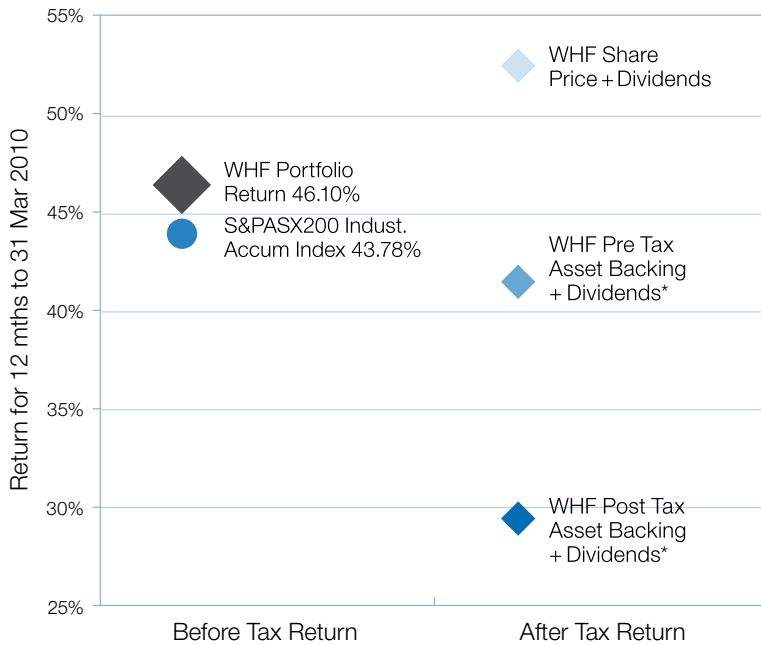 55%
WHF Share
Price + Dividends
50%
WHF Portfolio
Return 46.10%
45%
S&PASX200 Indust.
Accum Index 43.78%
WHF Pre Tax
Asset Backing
+ Dividends*
40%
35%
30%
WHF Post Tax
Asset Backing
+ Dividends*
25%
Return for 12 mths to 31 Mar 2010
Before Tax Return
After Tax Return